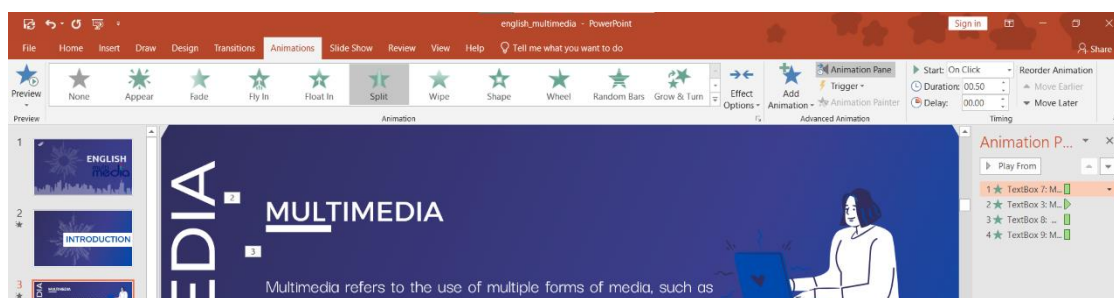 english_multimedia - PowerPoint
Sign in
File Home Insert Draw Design Transitions Animations Slide Show Review View Help Tell me what you want to do
Share
Preview
None Appear Fade Fly In Float In Split Wipe Shape Wheel Random Bars Grow & Turn
Effect Options
Add Animation
Animation Pane
Trigger
Animation Painter
Start: On Click
Duration: 00.50
Delay: 00.00
Reorder Animation
Move Earlier
Move Later
Preview Animation Advanced Animation Timing
1
ENGLISH
media
2
INTRODUCTION
3
EDIA
2
MULTIMEDIA
3
Multimedia refers to the use of multiple forms of media, such as
Animation P...
Play From
1 TextBox 7: M...
2 TextBox 3: M...
3 TextBox 8: ...
4 TextBox 9: M...